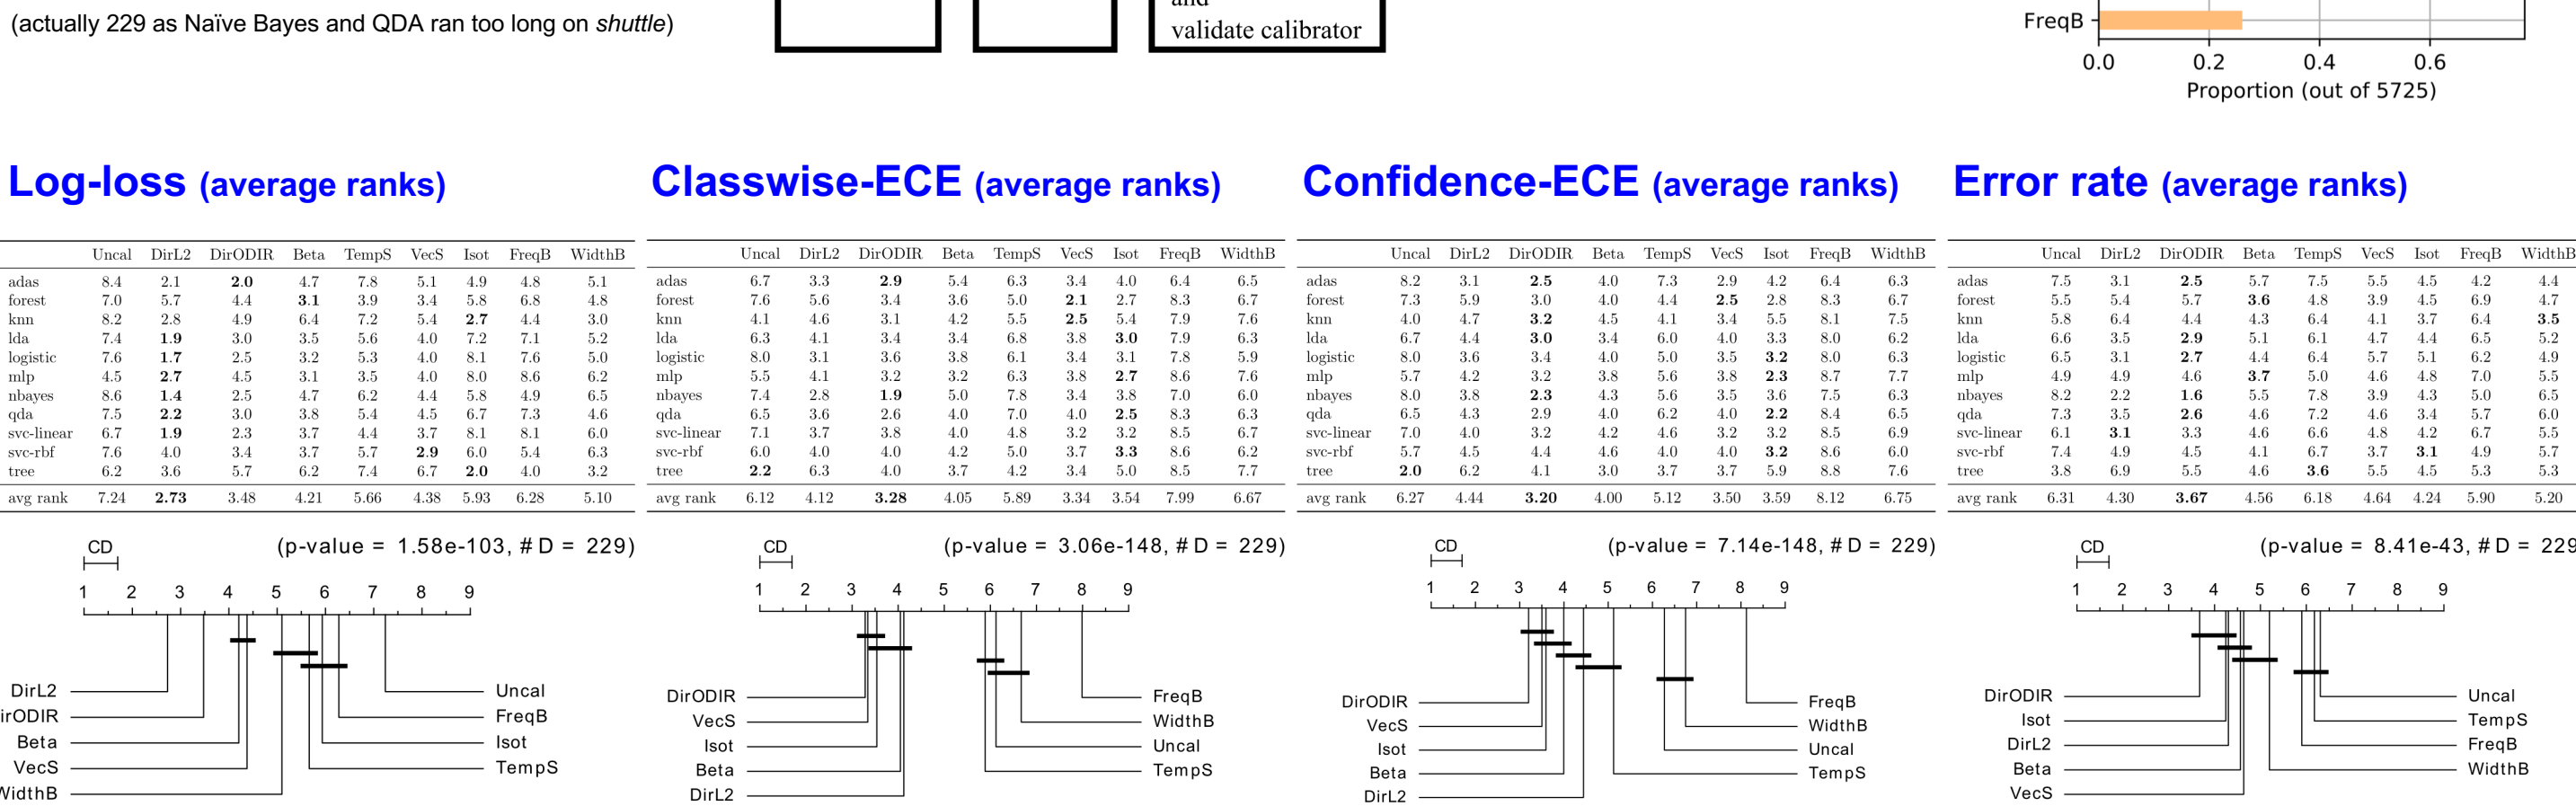 (actually 229 as Naïve Bayes and QDA ran too long on shuttle)
validate calibrator
FreqB
0.0 0.2 0.4 0.6
Proportion (out of 5725)
Log-loss (average ranks)
Uncal DirL2 DirODIR Beta TempS VecS Isot FreqB WidthB
adas 8.4 2.1 2.0 4.7 7.8 5.1 4.9 4.8 5.1
forest 7.0 5.7 4.4 3.1 3.9 3.4 5.8 6.8 4.8
knn 8.2 2.8 4.9 6.4 7.2 5.4 2.7 4.4 3.0
lda 7.4 1.9 3.0 3.5 5.6 4.0 7.2 7.1 5.2
logistic 7.6 1.7 2.5 3.2 5.3 4.0 8.1 7.6 5.0
mlp 4.5 2.7 4.5 3.1 3.5 4.0 8.0 8.6 6.2
nbayes 8.6 1.4 2.5 4.7 6.2 4.4 5.8 4.9 6.5
qda 7.5 2.2 3.0 3.8 5.4 4.5 6.7 7.3 4.6
svc-linear 6.7 1.9 2.3 3.7 4.4 3.7 8.1 8.1 6.0
svc-rbf 7.6 4.0 3.4 3.7 5.7 2.9 6.0 5.4 6.3
tree 6.2 3.6 5.7 6.2 7.4 6.7 2.0 4.0 3.2
avg rank 7.24 2.73 3.48 4.21 5.66 4.38 5.93 6.28 5.10
CD
(p-value = 1.58e-103, #D = 229)
1 2 3 4 5 6 7 8 9
DirL2 Uncal
irODIR FreqB
Beta Isot
VecS TempS
WidthB
Classwise-ECE (average ranks)
Uncal DirL2 DirODIR Beta TempS VecS Isot FreqB WidthB
adas 6.7 3.3 2.9 5.4 6.3 3.4 4.0 6.4 6.5
forest 7.6 5.6 3.4 3.6 5.0 2.1 2.7 8.3 6.7
knn 4.1 4.6 3.1 4.2 5.5 2.5 5.4 7.9 7.6
lda 6.3 4.1 3.4 3.4 6.8 3.8 3.0 7.9 6.3
logistic 8.0 3.1 3.6 3.8 6.1 3.4 3.1 7.8 5.9
mlp 5.5 4.1 3.2 3.2 6.3 3.8 2.7 8.6 7.6
nbayes 7.4 2.8 1.9 5.0 7.8 3.4 3.8 7.0 6.0
qda 6.5 3.6 2.6 4.0 7.0 4.0 2.5 8.3 6.3
svc-linear 7.1 3.7 3.8 4.0 4.8 3.2 3.2 8.5 6.7
svc-rbf 6.0 4.0 4.0 4.2 5.0 3.7 3.3 8.6 6.2
tree 2.2 6.3 4.0 3.7 4.2 3.4 5.0 8.5 7.7
avg rank 6.12 4.12 3.28 4.05 5.89 3.34 3.54 7.99 6.67
CD
(p-value = 3.06e-148, #D = 229)
1 2 3 4 5 6 7 8 9
DirODIR FreqB
VecS WidthB
Isot Uncal
Beta TempS
DirL2
Confidence-ECE (average ranks)
Uncal DirL2 DirODIR Beta TempS VecS Isot FreqB WidthB
adas 8.2 3.1 2.5 4.0 7.3 2.9 4.2 6.4 6.3
forest 7.3 5.9 3.0 4.0 4.4 2.5 2.8 8.3 6.7
knn 4.0 4.7 3.2 4.5 4.1 3.4 5.5 8.1 7.5
lda 6.7 4.4 3.0 3.4 6.0 4.0 3.3 8.0 6.2
logistic 8.0 3.6 3.4 4.0 5.0 3.5 3.2 8.0 6.3
mlp 5.7 4.2 3.2 3.8 5.6 3.8 2.3 8.7 7.7
nbayes 8.0 3.8 2.3 4.3 5.6 3.5 3.6 7.5 6.3
qda 6.5 4.3 2.9 4.0 6.2 4.0 2.2 8.4 6.5
svc-linear 7.0 4.0 3.2 4.2 4.6 3.2 3.2 8.5 6.9
svc-rbf 5.7 4.5 4.4 4.6 4.0 4.0 3.2 8.6 6.0
tree 2.0 6.2 4.1 3.0 3.7 3.7 5.9 8.8 7.6
avg rank 6.27 4.44 3.20 4.00 5.12 3.50 3.59 8.12 6.75
CD
(p-value = 7.14e-148, #D = 229)
1 2 3 4 5 6 7 8 9
DirODIR FreqB
VecS WidthB
Isot Uncal
Beta TempS
DirL2
Error rate (average ranks)
Uncal DirL2 DirODIR Beta TempS VecS Isot FreqB WidthB
adas 7.5 3.1 2.5 5.7 7.5 5.5 4.5 4.2 4.4
forest 5.5 5.4 5.7 3.6 4.8 3.9 4.5 6.9 4.7
knn 5.8 6.4 4.4 4.3 6.4 4.1 3.7 6.4 3.5
lda 6.6 3.5 2.9 5.1 6.1 4.7 4.4 6.5 5.2
logistic 6.5 3.1 2.7 4.4 6.4 5.7 5.1 6.2 4.9
mlp 4.9 4.9 4.6 3.7 5.0 4.6 4.8 7.0 5.5
nbayes 8.2 2.2 1.6 5.5 7.8 3.9 4.3 5.0 6.5
qda 7.3 3.5 2.6 4.6 7.2 4.6 3.4 5.7 6.0
svc-linear 6.1 3.1 3.3 4.6 6.6 4.8 4.2 6.7 5.5
svc-rbf 7.4 4.9 4.5 4.1 6.7 3.7 3.1 4.9 5.7
tree 3.8 6.9 5.5 4.6 3.6 5.5 4.5 5.3 5.3
avg rank 6.31 4.30 3.67 4.56 6.18 4.64 4.24 5.90 5.20
CD
(p-value = 8.41e-43, #D = 229
1 2 3 4 5 6 7 8 9
DirODIR Uncal
Isot TempS
DirL2 FreqB
Beta WidthB
VecS